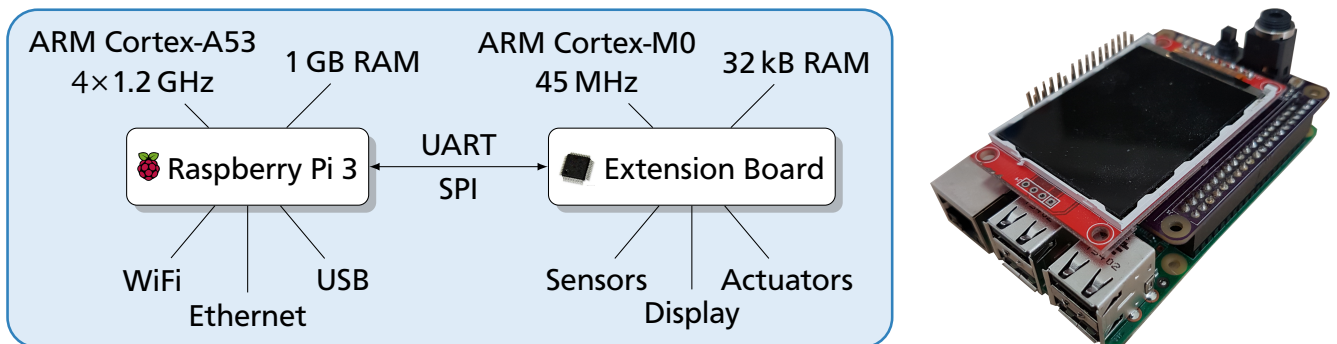 ARM Cortex-A53
4×1.2 GHz
1 GB RAM
ARM Cortex-M0
45 MHz
32 kB RAM
Raspberry Pi 3
UART
SPI
Extension Board
WiFi
Ethernet
USB
Sensors
Display
Actuators